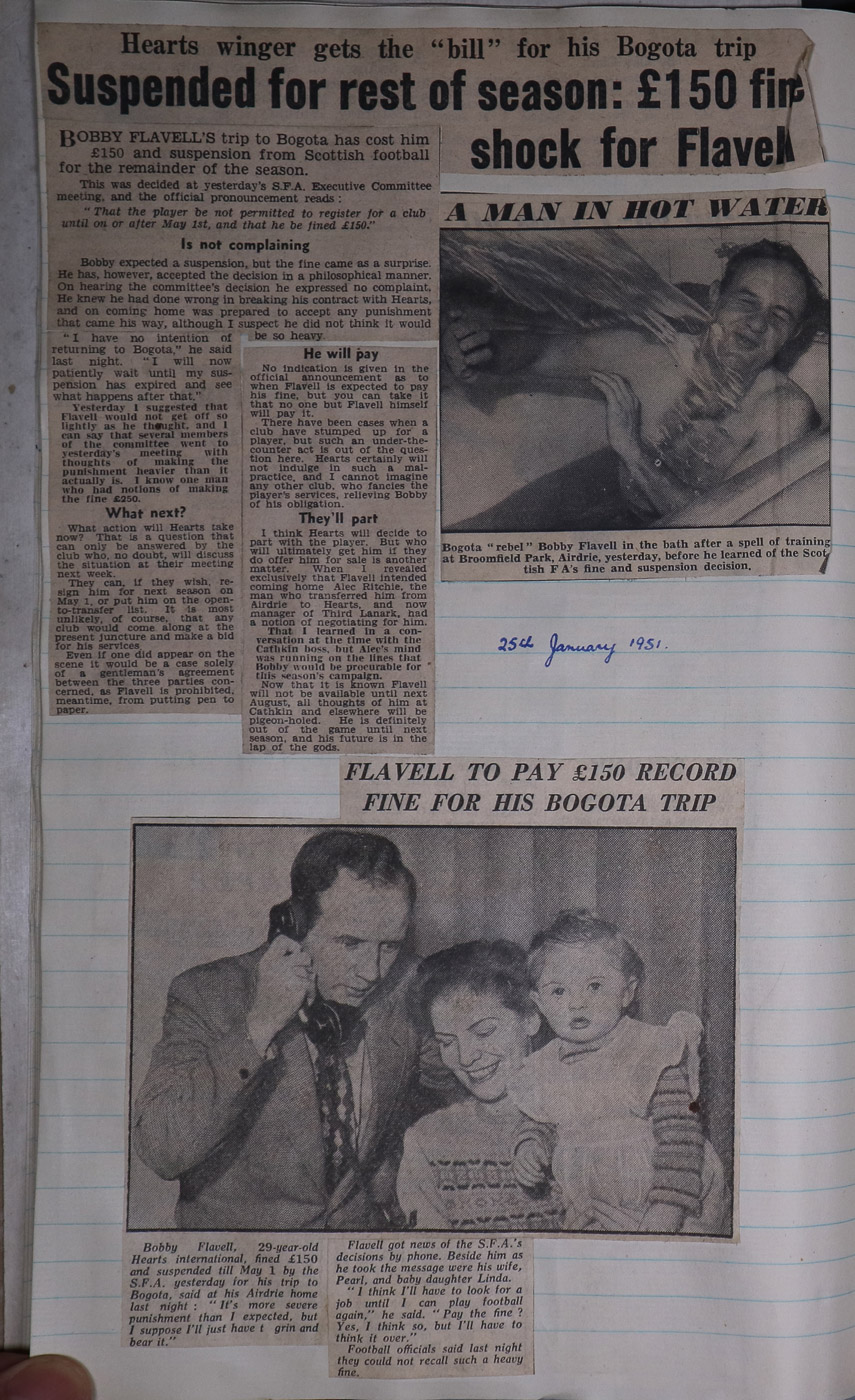 Hearts winger gets the "bill" for his Bogota trip
Suspended for rest of season: £150 fine
shock for Flavell
BOBBY FLAVELL'S trip to Bogota has cost him
£150 and suspension from Scottish football
for the remainder of the season.
This was decided at yesterday's S.F.A. Executive Committee
meeting, and the official pronouncement reads :
"That the player be not permitted to register for a club
until on or after May 1st, and that he be fined £150."
Is not complaining
Bobby expected a suspension, but the fine came as a surprise.
He has, however, accepted the decision in a philosophical manner.
On hearing the committee's decision he expressed no complaint.
He knew he had done wrong in breaking his contract with Hearts,
and on coming home was prepared to accept any punishment
that came his way, although I suspect he did not think it would
be so heavy.
"I have no intention of
returning to Bogota," he said
last night. "I will now
patiently wait until my sus-
pension has expired and see
what happens after that."
Yesterday I suggested that
Flavell would not get off so
lightly as he thought, and I
can say that several members
of the committee went to
yesterday's meeting with
thoughts of making the
punishment heavier than it
actually is. I know one man
who had notions of making
the fine £250.
What next?
What action will Hearts take
now? That is a question that
can only be answered by the
club who, no doubt, will discuss
the situation at their meeting
next week.
They can, if they wish, re-
sign him for next season on
May 1, or put him on the open-
to-transfer list. It is most
unlikely, of course, that any
club would come along at the
present juncture and make a bid
for his services.
Even if one did appear on the
scene it would be a case solely
of a gentleman's agreement
between the three parties con-
cerned, as Flavell is prohibited,
meantime, from putting pen to
paper.
He will pay
No indication is given in the
official announcement as to
when Flavell is expected to pay
his fine, but you can take it
that no one but Flavell himself
will pay it.
There have been cases when a
club have stumped up for a
player, but such an under-the-
counter act is out of the ques-
tion here. Hearts certainly will
not indulge in such a mal-
practice, and I cannot imagine
any other club, who fancies the
player's services, relieving Bobby
of his obligation.
They'll part
I think Hearts will decide to
part with the player. But who
will ultimately get him if they
do offer him for sale is another
matter. When I revealed
exclusively that Flavell intended
coming home Alec Ritchie, the
man who transferred him from
Airdrie to Hearts, and now
manager of Third Lanark, had
a notion of negotiating for him.
That I learned in a con-
versation at the time with the
Cathkin boss, but Alec's mind
was running on the lines that
Bobby would be procurable for
this season's campaign.
Now that it is known Flavell
will not be available until next
August, all thoughts of him at
Cathkin and elsewhere will be
pigeon-holed. He is definitely
out of the game until next
season, and his future is in the
lap of the gods.
A MAN IN HOT WATER
Bogota "rebel" Bobby Flavell in the bath after a spell of training
at Broomfield Park, Airdrie, yesterday, before he learned of the Scot
tish F A's fine and suspension decision.
25th January 1951.
FLAVELL TO PAY £150 RECORD
FINE FOR HIS BOGOTA TRIP
Bobby Flavell, 29-year-old
Hearts international, fined £150
and suspended till May 1 by the
S.F.A. yesterday for his trip to
Bogota, said at his Airdrie home
last night : "It's more severe
punishment than I expected, but
I suppose I'll just have t grin and
bear it."
Flavell got news of the S.F.A.'s
decisions by phone. Beside him as
he took the message were his wife,
Pearl, and baby daughter Linda.
"I think I'll have to look for a
job until I can play football
again," he said. "Pay the fine ?
Yes, I think so, but I'll have to
think it over."
Football officials said last night
they could not recall such a heavy
fine.